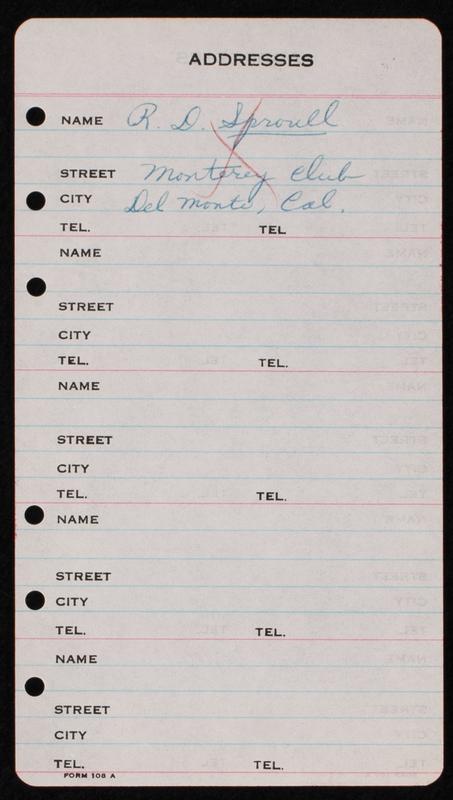 ADDRESSES
NAME R. D. Sproull
STREET Monterey Club
CITY Del Monte, Cal.
TEL. TEL
NAME
STREET
CITY
TEL. TEL.
NAME
STREET
CITY
TEL. TEL.
NAME
STREET
CITY
TEL. TEL.
NAME
STREET
CITY
TEL. TEL.
FORM 108 A